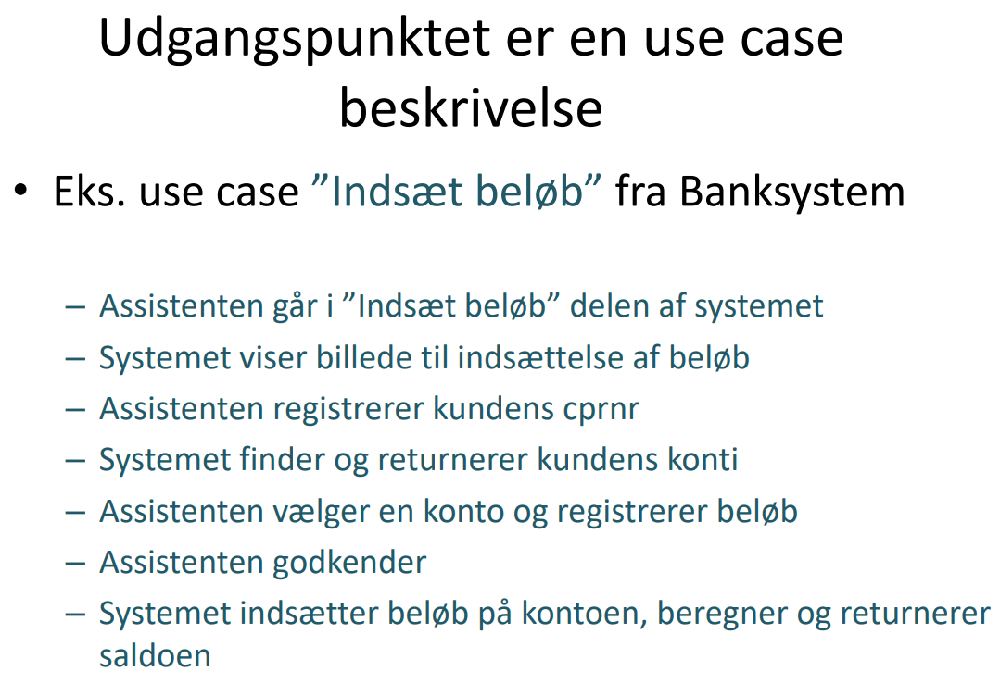 Udgangspunktet er en use case
beskrivelse
• Eks. use case ”Indsæt beløb” fra Banksystem
– Assistenten går i ”Indsæt beløb” delen af systemet
– Systemet viser billede til indsættelse af beløb
– Assistenten registrerer kundens cprnr
– Systemet finder og returnerer kundens konti
– Assistenten vælger en konto og registrerer beløb
– Assistenten godkender
– Systemet indsætter beløb på kontoen, beregner og returnerer
saldoen